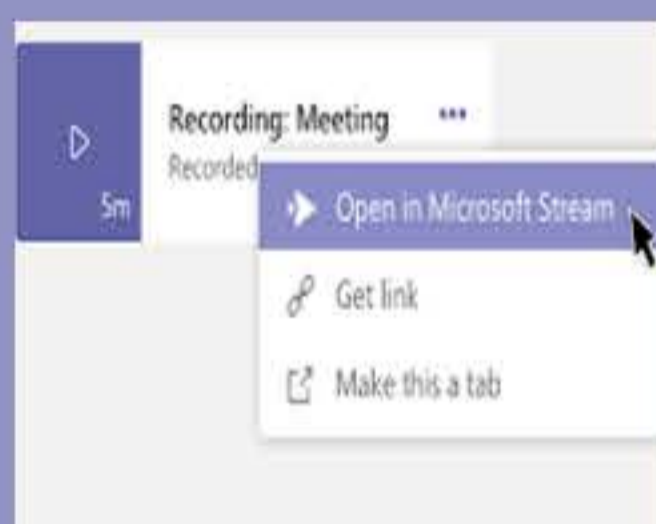 Recording: Meeting
Recorded
5m
Open in Microsoft Stream
Get link
Make this a tab